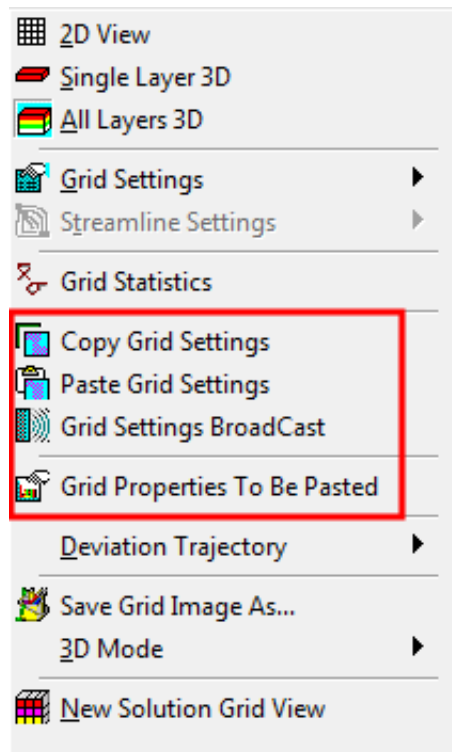 2D View
Single Layer 3D
All Layers 3D
Grid Settings
Streamline Settings
Grid Statistics
Copy Grid Settings
Paste Grid Settings
Grid Settings BroadCast
Grid Properties To Be Pasted
Deviation Trajectory
Save Grid Image As...
3D Mode
New Solution Grid View